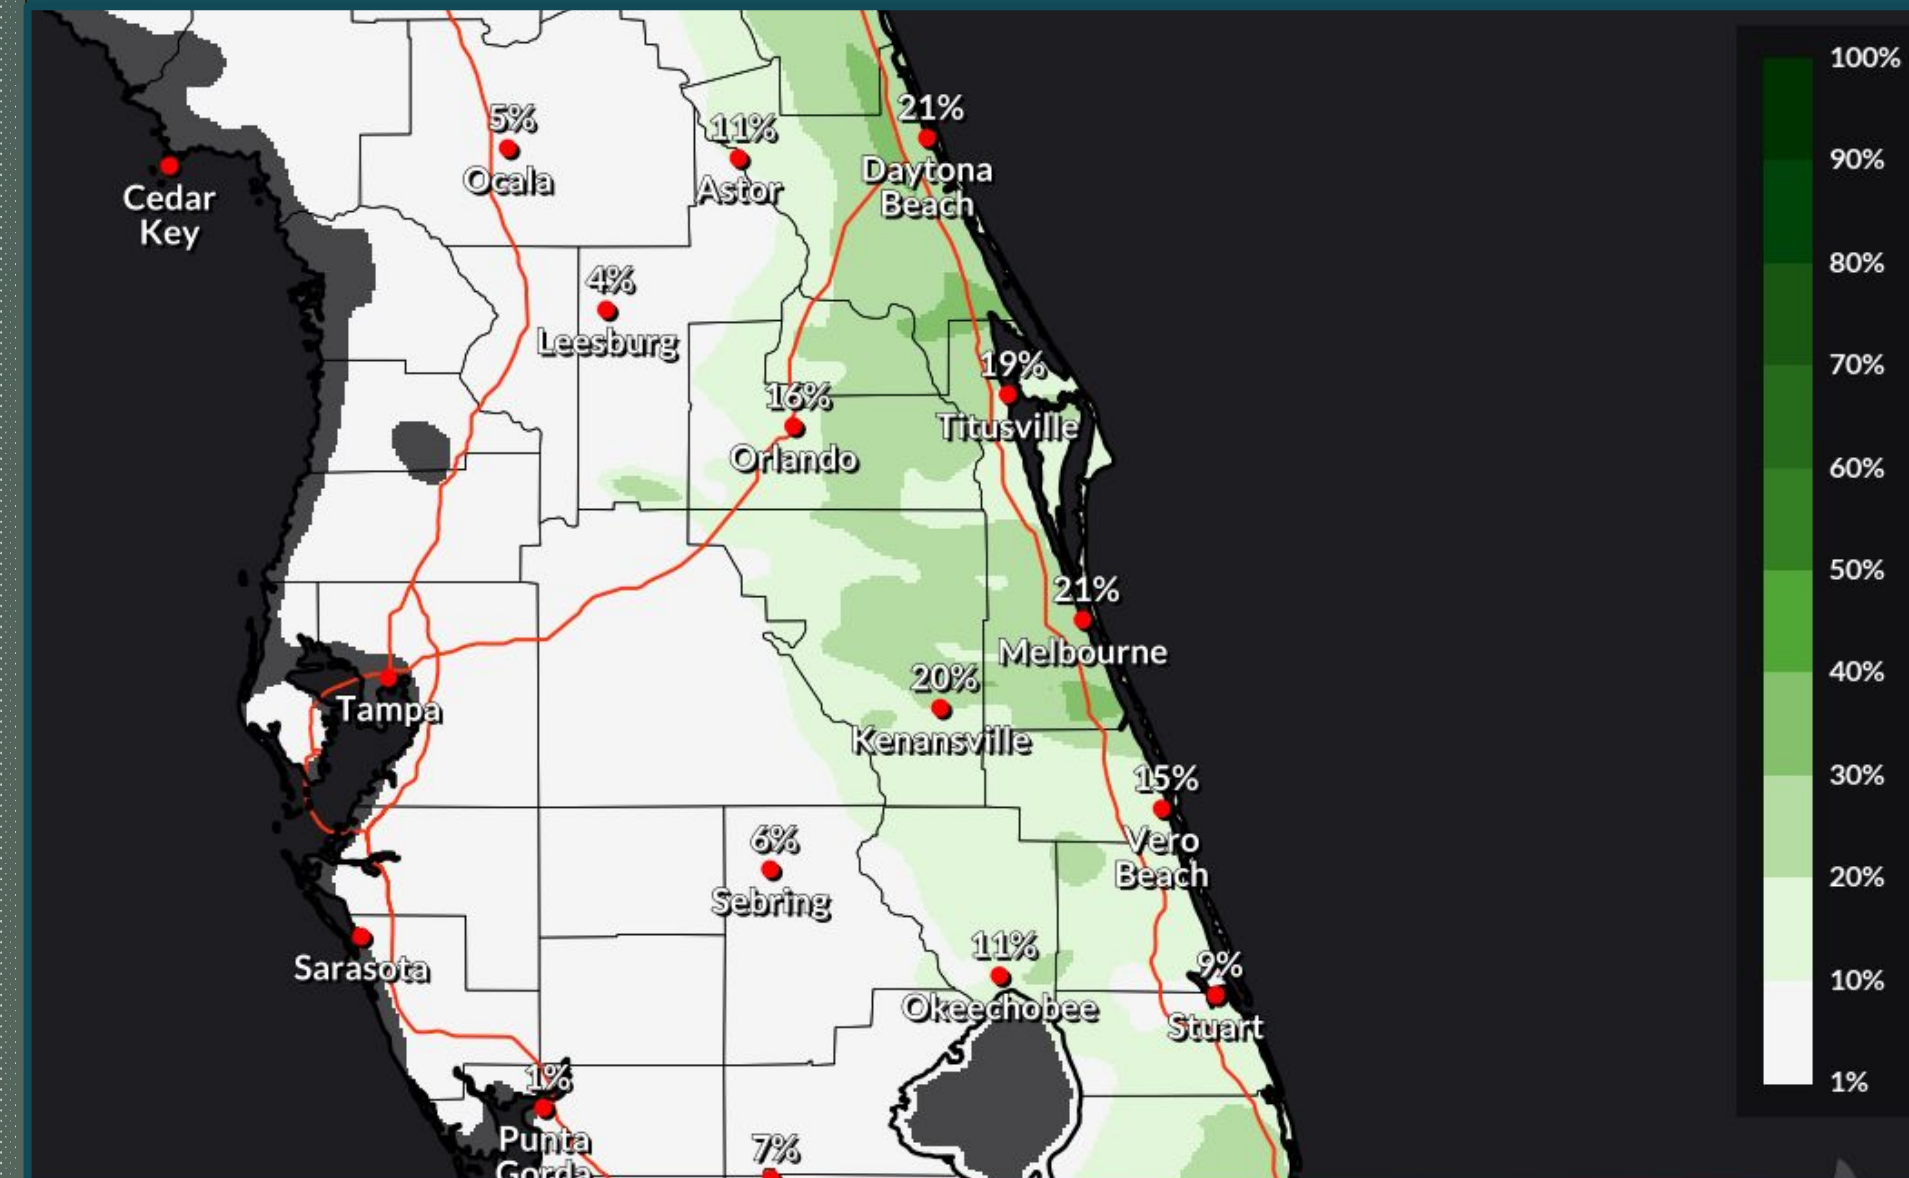 100%
90%
80%
70%
60%
50%
40%
30%
20%
10%
1%
21%
Daytona
Beach
5%
Ocala
11%
Astor
Cedar
Key
4%
Leesburg
19%
Titusville
16%
Orlando
21%
Melbourne
20%
Kenansville
Tampa
15%
Vero
Beach
6%
Sebring
Sarasota
11%
Okeechobee
9%
Stuart
1%
Punta
Gorda
7%